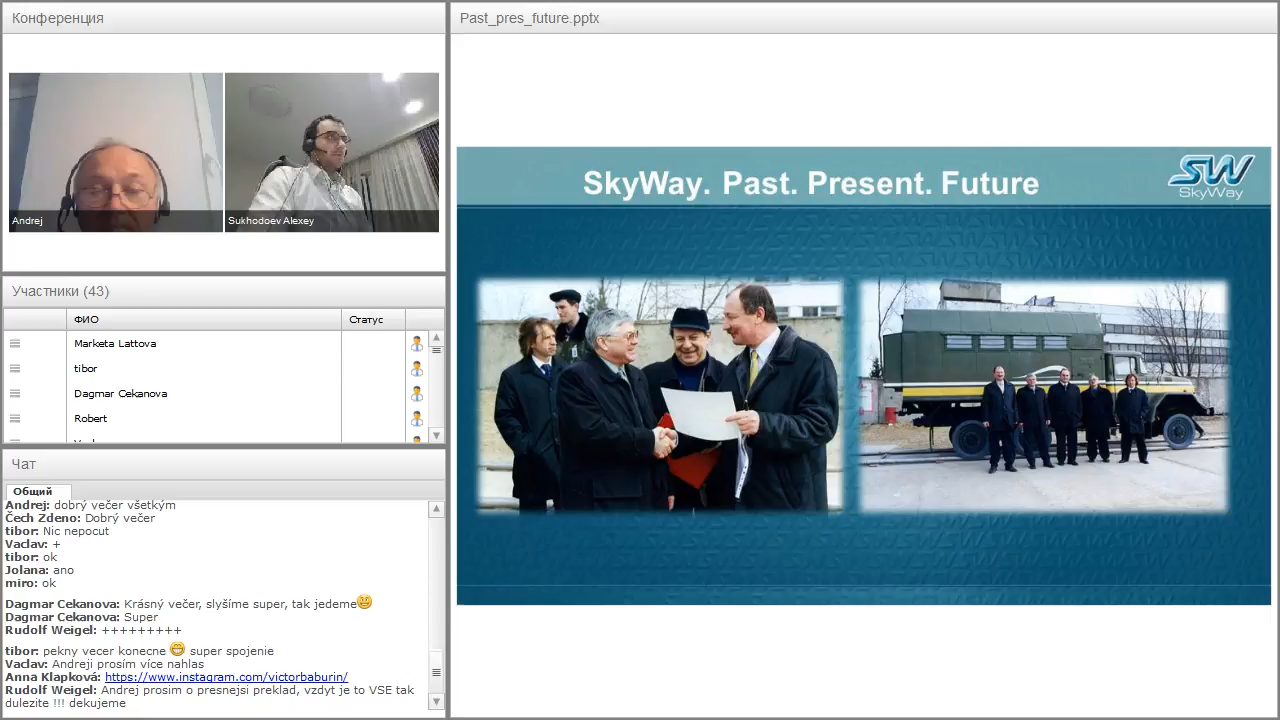 Конференция
Andrej
Sukhodoev Alexey
Участники (43)
ФИО
Статус
Marketa Lattova
tibor
Dagmar Cekanova
Robert
Чат
Общий
Andrej: dobrý večer všetkým
Čech Zdeno: Dobrý večer
tibor: Nic nepocut
Vaclav: +
tibor: ok
Jolana: ano
miro: ok
Dagmar Cekanova: Krásný večer, slyšíme super, tak jedeme
Dagmar Cekanova: Super
Rudolf Weigel: +++++++++
tibor: pekny vecer konecne super spojenie
Vaclav: Andreji prosím více nahlas
Anna Klapková: https://www.instagram.com/victorbaburin/
Rudolf Weigel: Andrej prosim o presnejsi preklad, vzdyt je to VSE tak
dulezite !!! dekujeme
Past_pres_future.pptx
SkyWay. Past. Present. Future
SW
SkyWay